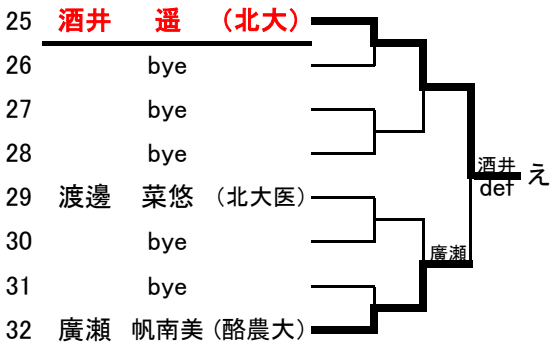 25 酒井 遥 (北大)
26 bye
27 bye
28 bye
酒井
def え
29 渡邊 菜悠 (北大医)
30 bye
廣瀬
31 bye
32 廣瀬 帆南美 (酪農大)